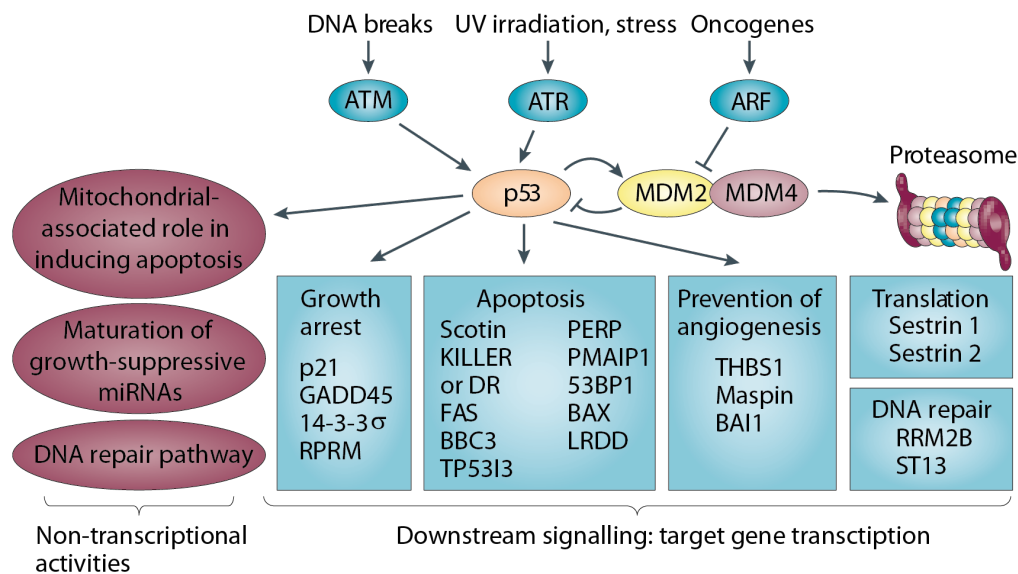 DNA breaks
UV irradiation, stress
Oncogenes
ATM
ATR
ARF
p53
MDM2
MDM4
Proteasome
Mitochondrial-
associated role in
inducing apoptosis
Maturation of
growth-suppressive
miRNAs
DNA repair pathway
Growth
arrest
p21
GADD45
14-3-3σ
RPRM
Apoptosis
Scotin
KILLER
or DR
FAS
BBC3
TP53I3
PERP
PMAIP1
53BP1
BAX
LRDD
Prevention of
angiogenesis
THBS1
Maspin
BAI1
Translation
Sestrin 1
Sestrin 2
DNA repair
RRM2B
ST13
Non-transcriptional
activities
Downstream signalling: target gene transctiption